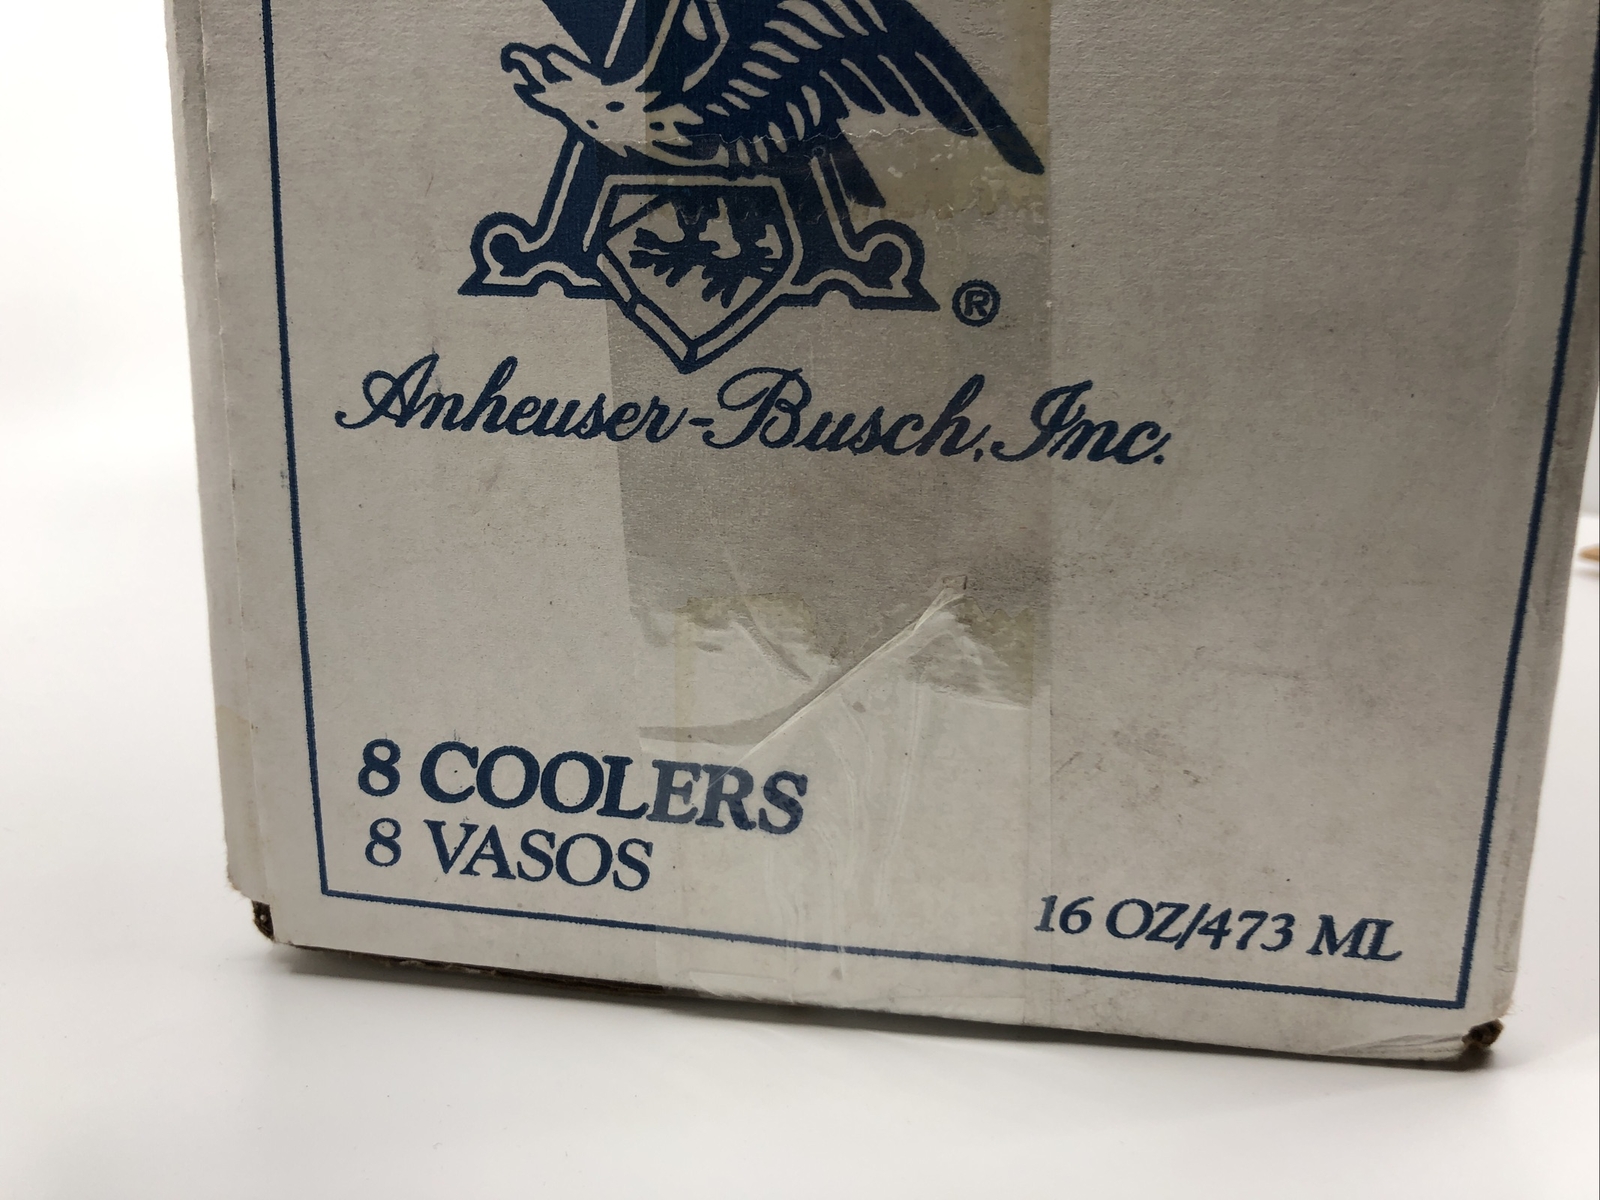 ®
Anheuser-Busch, Inc.
8 COOLERS
8 VASOS
16 OZ/473 ML